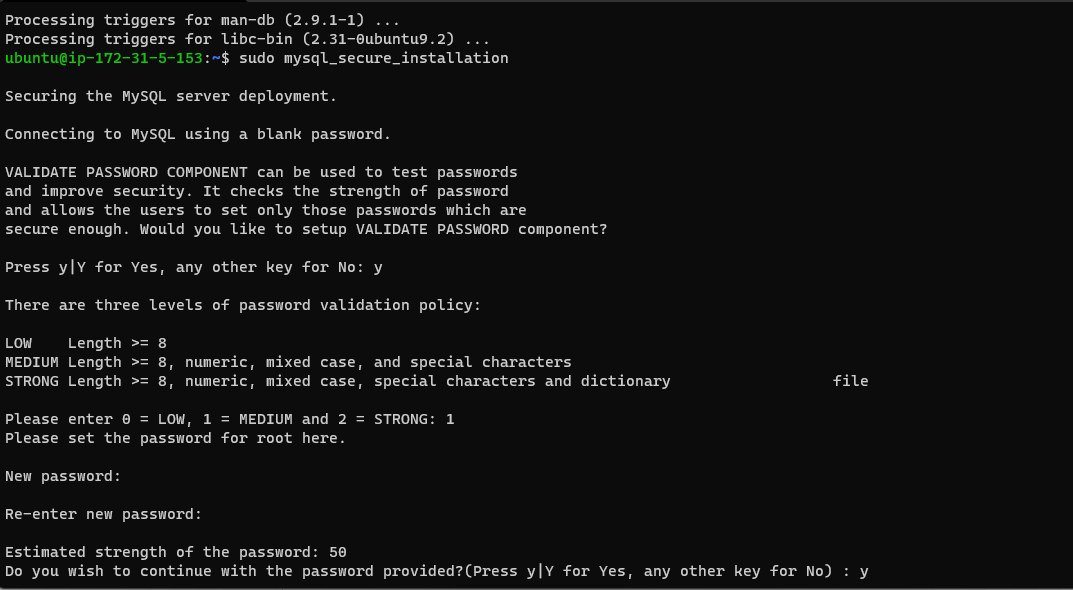 Processing triggers for man-db (2.9.1-1) ...
Processing triggers for libc-bin (2.31-0ubuntu9.2) ...
ubuntu@ip-172-31-5-153:~$ sudo mysql_secure_installation
Securing the MySQL server deployment.
Connecting to MySQL using a blank password.
VALIDATE PASSWORD COMPONENT can be used to test passwords
and improve security. It checks the strength of password
and allows the users to set only those passwords which are
secure enough. Would you like to setup VALIDATE PASSWORD component?
Press y|Y for Yes, any other key for No: y
There are three levels of password validation policy:
LOW    Length >= 8
MEDIUM Length >= 8, numeric, mixed case, and special characters
STRONG Length >= 8, numeric, mixed case, special characters and dictionary                  file
Please enter 0 = LOW, 1 = MEDIUM and 2 = STRONG: 1
Please set the password for root here.
New password:
Re-enter new password:
Estimated strength of the password: 50
Do you wish to continue with the password provided?(Press y|Y for Yes, any other key for No) : y